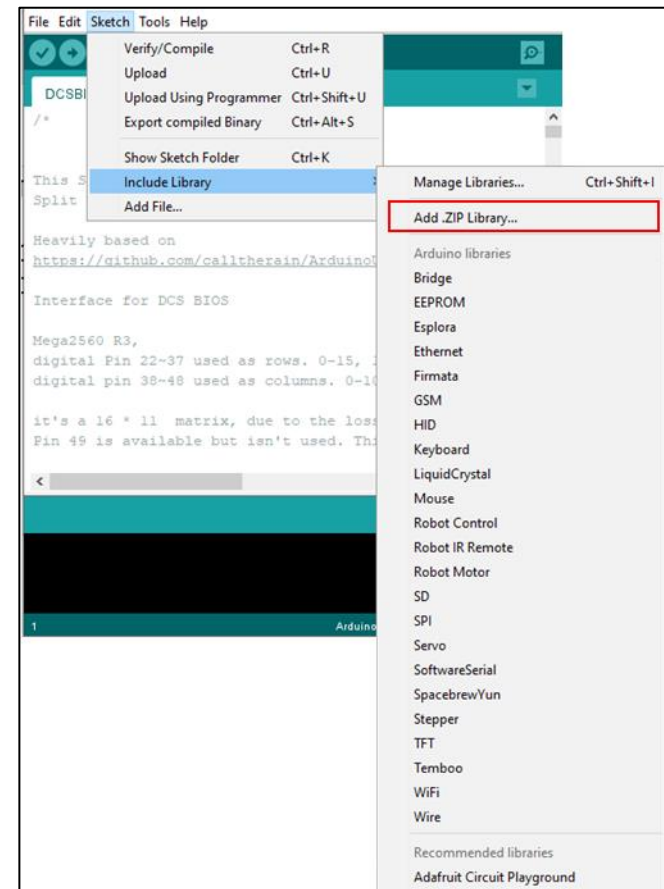 File Edit Sketch Tools Help
Verify/Compile Ctrl+R
Upload Ctrl+U
Upload Using Programmer Ctrl+Shift+U
Export compiled Binary Ctrl+Alt+S
Show Sketch Folder Ctrl+K
Include Library
Add File...
DCSBI
/*
This S
Split
Heavily based on
https://github.com/calltherain/Arduino
Interface for DCS BIOS
Mega2560 R3,
digital Pin 22~37 used as rows. 0-15,
digital pin 38~48 used as columns. 0-10
it's a 16 * 11 matrix, due to the loss
Pin 49 is available but isn't used. Thi
1 Arduino
Manage Libraries... Ctrl+Shift+I
Add .ZIP Library...
Arduino libraries
Bridge
EEPROM
Esplora
Ethernet
Firmata
GSM
HID
Keyboard
LiquidCrystal
Mouse
Robot Control
Robot IR Remote
Robot Motor
SD
SPI
Servo
SoftwareSerial
SpacebrewYun
Stepper
TFT
Temboo
WiFi
Wire
Recommended libraries
Adafruit Circuit Playground